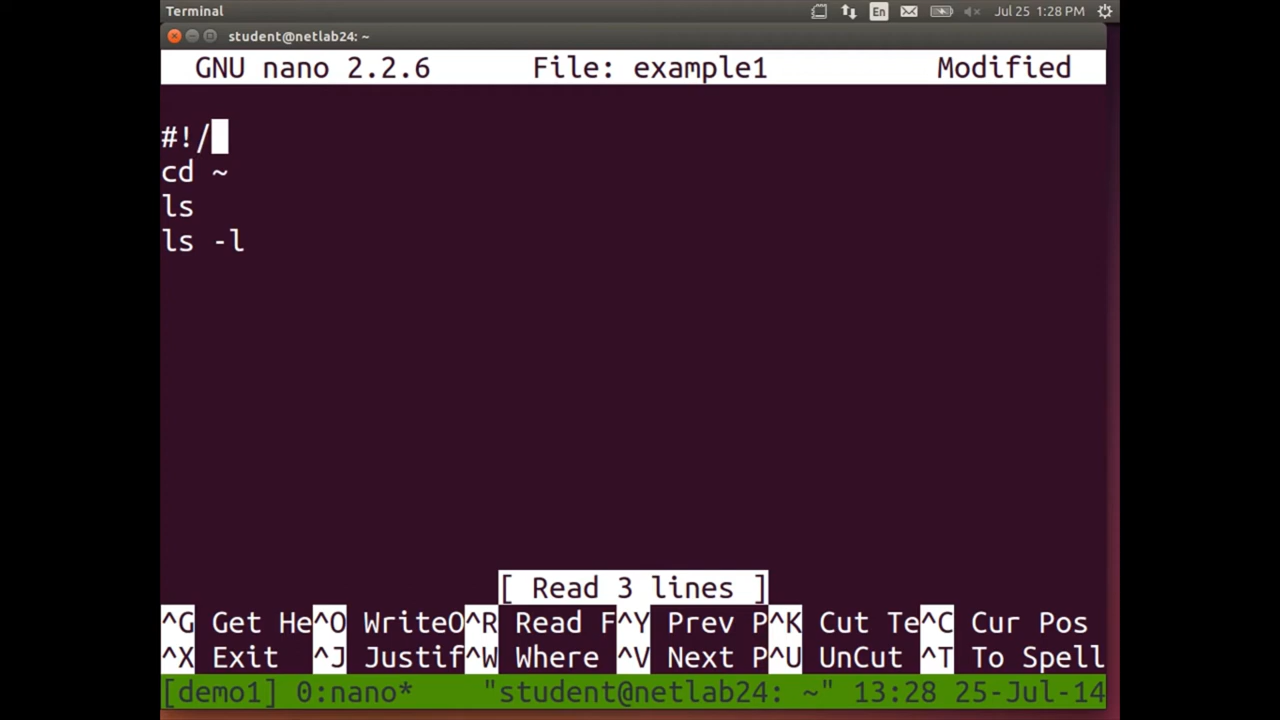 Terminal En Jul 25 1:28 PM
student@netlab24: ~
GNU nano 2.2.6 File: example1 Modified
#!/
cd ~
ls
ls -l
[ Read 3 lines ]
^G Get He^O WriteO^R Read F^Y Prev P^K Cut Te^C Cur Pos
^X Exit ^J Justif^W Where ^V Next P^U UnCut ^T To Spell
[demo1] 0:nano* "student@netlab24: ~" 13:28 25-Jul-14